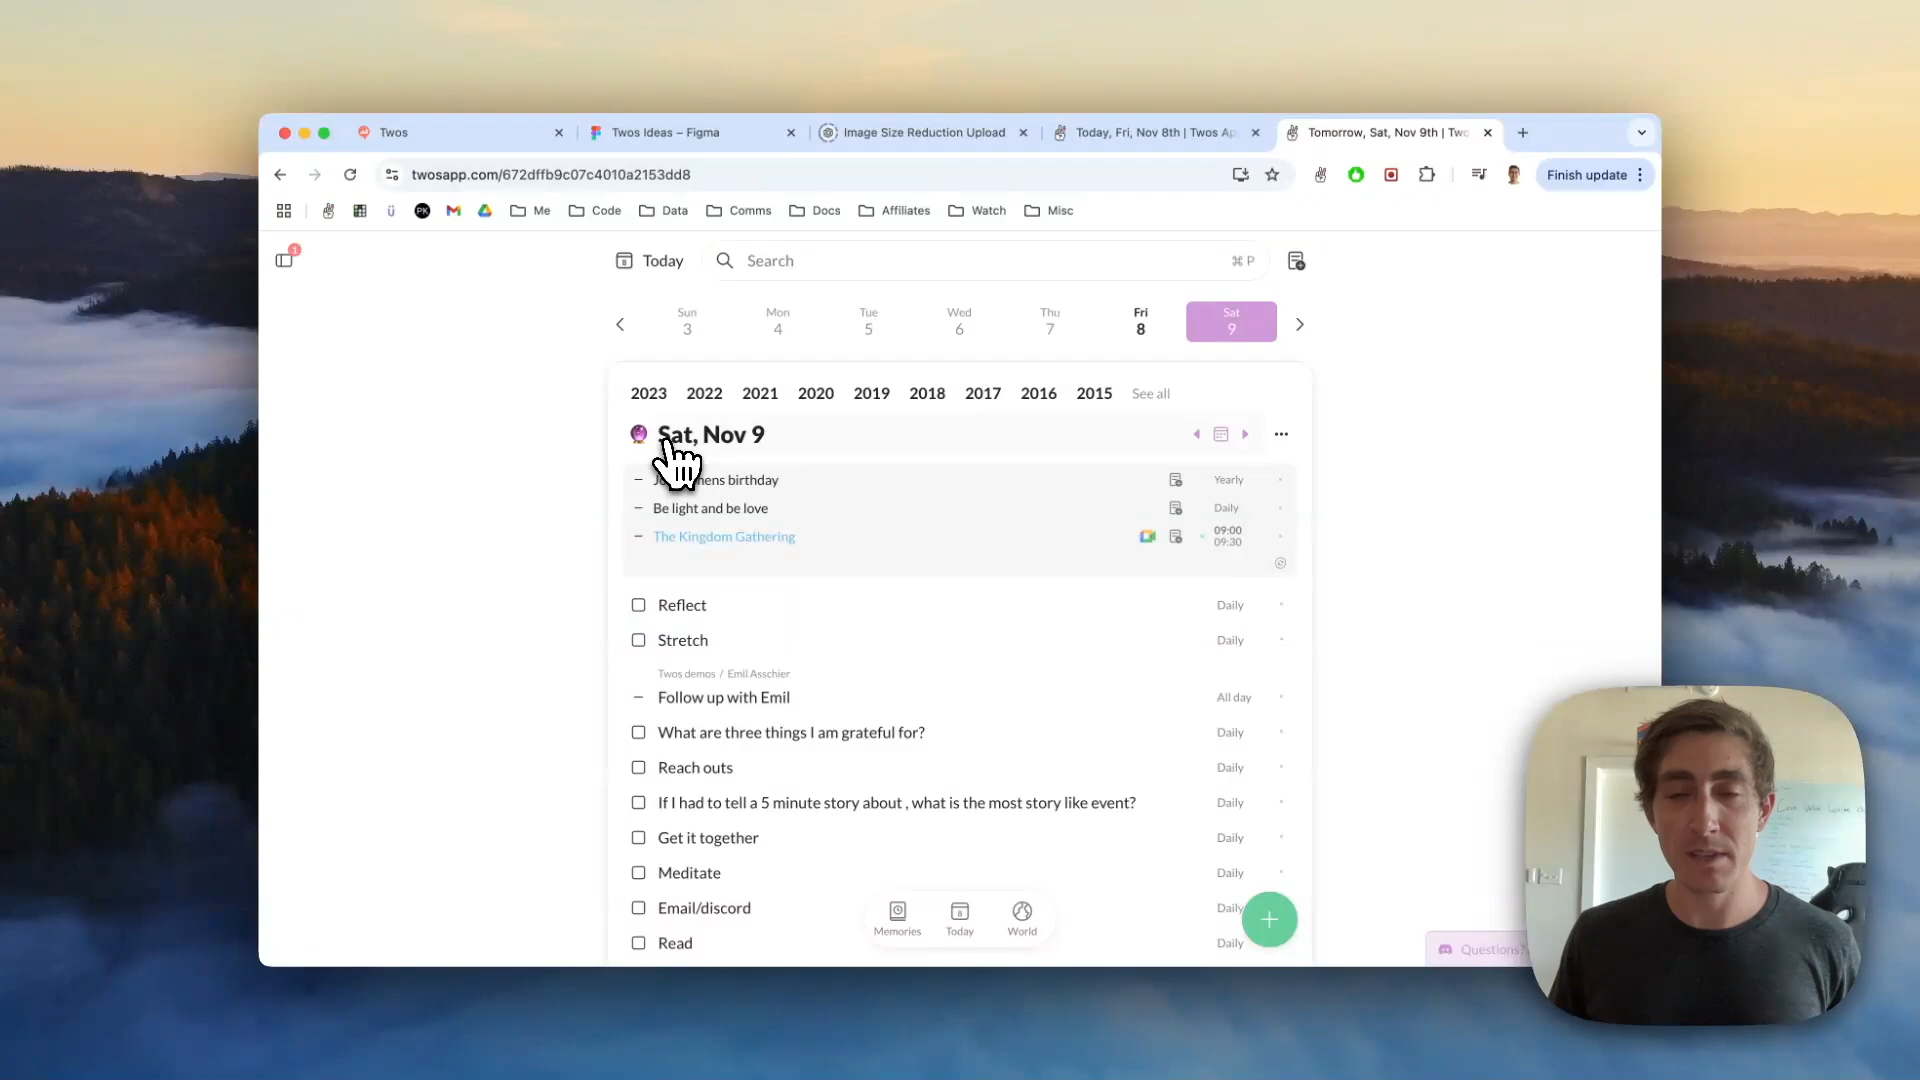 Twos
Twos Ideas – Figma
Image Size Reduction Upload
Today, Fri, Nov 8th | Twos Ap
Tomorrow, Sat, Nov 9th | Two
twosapp.com/672dffb9c07c4010a2153dd8
Finish update
PK
Me
Code
Data
Comms
Docs
Affiliates
Watch
Misc
1
8 Today
Search
⌘ P
Sun Mon Tue Wed Thu Fri Sat
3 4 5 6 7 8 9
2023 2022 2021 2020 2019 2018 2017 2016 2015 See all
Sat, Nov 9
birthday Yearly
Be light and be love Daily
The Kingdom Gathering 09:00
09:30
Reflect Daily
Stretch Daily
Twos demos / Emil Asschier
Follow up with Emil All day
What are three things I am grateful for? Daily
Reach outs Daily
If I had to tell a 5 minute story about , what is the most story like event? Daily
Get it together Daily
Meditate Daily
Email/discord Daily
Read Daily
Memories
8
Today
World
Questions?